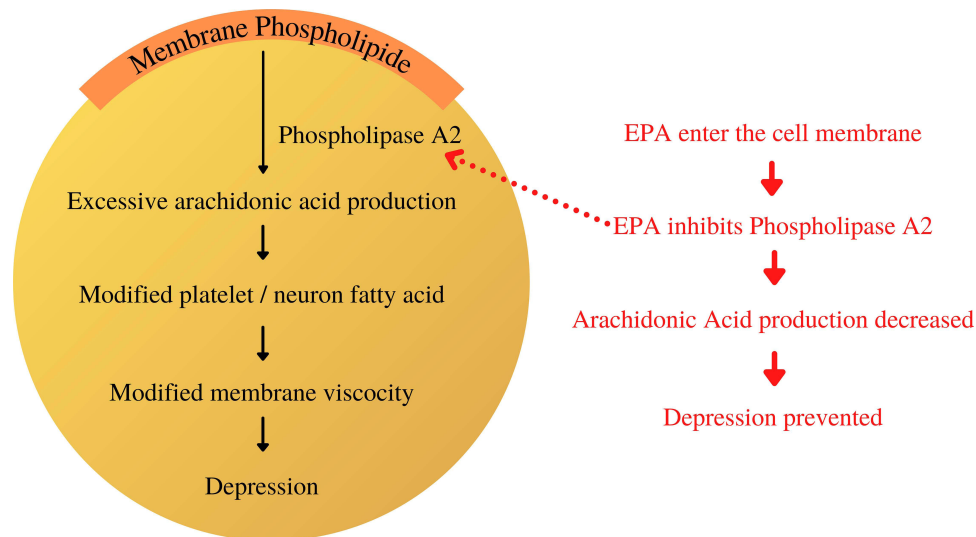 Membrane Phospholipide
Phospholipase A2
Excessive arachidonic acid production
Modified platelet / neuron fatty acid
Modified membrane viscocity
Depression
EPA enter the cell membrane
EPA inhibits Phospholipase A2
Arachidonic Acid production decreased
Depression prevented